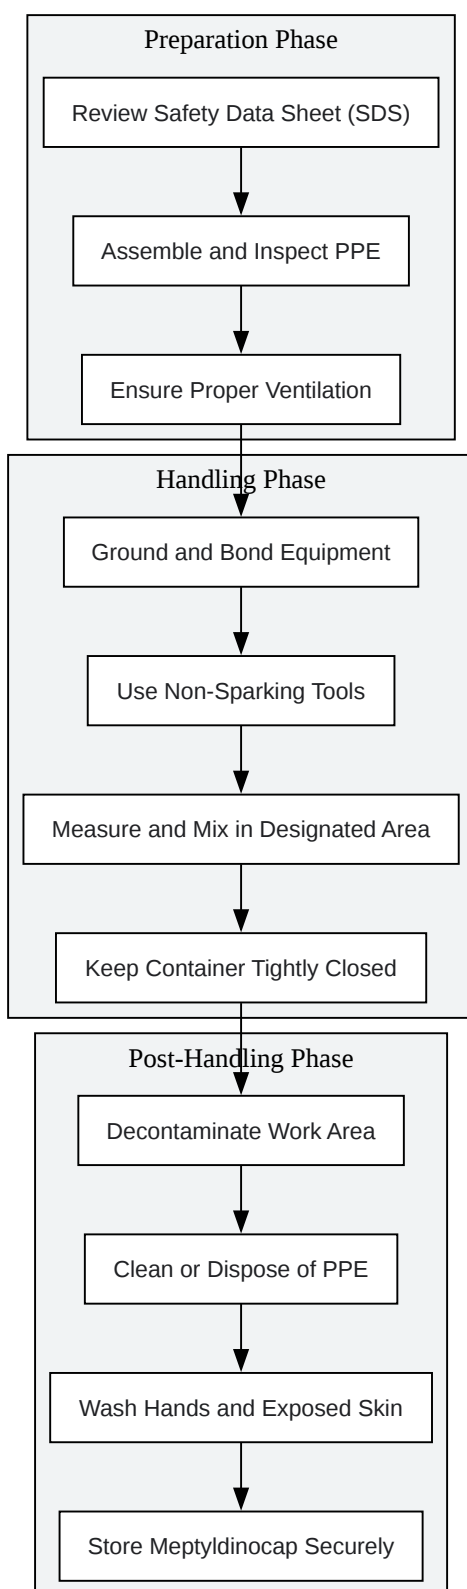 Preparation Phase
Review Safety Data Sheet (SDS)
Assemble and Inspect PPE
Ensure Proper Ventilation
Handling Phase
Ground and Bond Equipment
Use Non-Sparking Tools
Measure and Mix in Designated Area
Keep Container Tightly Closed
Post-Handling Phase
Decontaminate Work Area
Clean or Dispose of PPE
Wash Hands and Exposed Skin
Store Meptyldinocap Securely